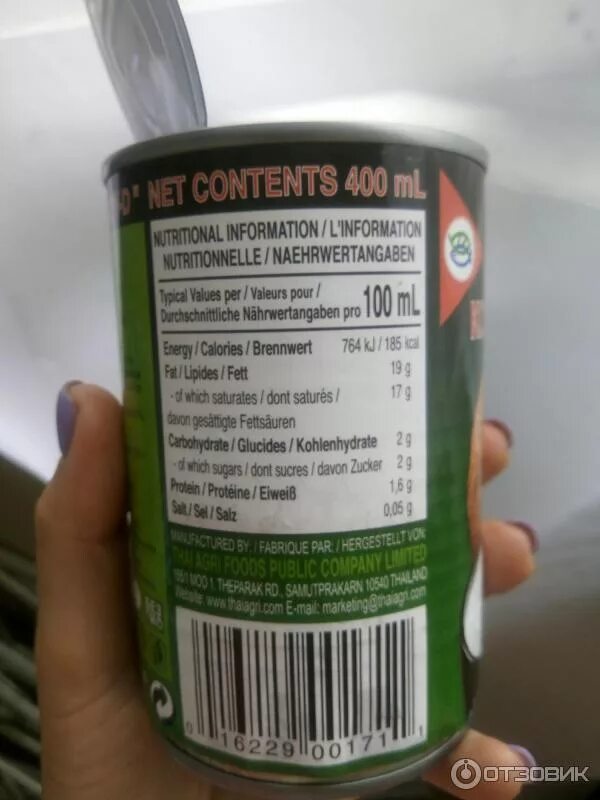 -O" NET CONTENTS 400 mL
NUTRITIONAL INFORMATION / L'INFORMATION
NUTRITIONNELLE / NAEHRWERTANGABEN
Typical Values per / Valeurs pour /
Durchschnittliche Nährwertangaben pro 100 mL
Energy / Calories / Brennwert 764 kJ / 185 kcal
Fat / Lipides / Fett 19 g
- of which saturates / dont saturés / 17 g
davon gesättigte Fettsäuren
Carbohydrate / Glucides / Kohlenhydrate 2 g
- of which sugars / dont sucres / davon Zucker 2 g
Protein / Protéine / Eiweiß 1,6 g
Salt / Sel / Salz 0,05 g
MANUFACTURED BY: / FABRIQUE PAR: / HERGESTELLT VON:
THAI AGRI FOODS PUBLIC COMPANY LIMITED
155/1 MOO 1, THEPARAK RD., SAMUTPRAKARN 10540 THAILAND
Website: www.thaiagri.com E-mail: marketing@thaiagri.com
0 16229 00171 1
ОТЗОВИК